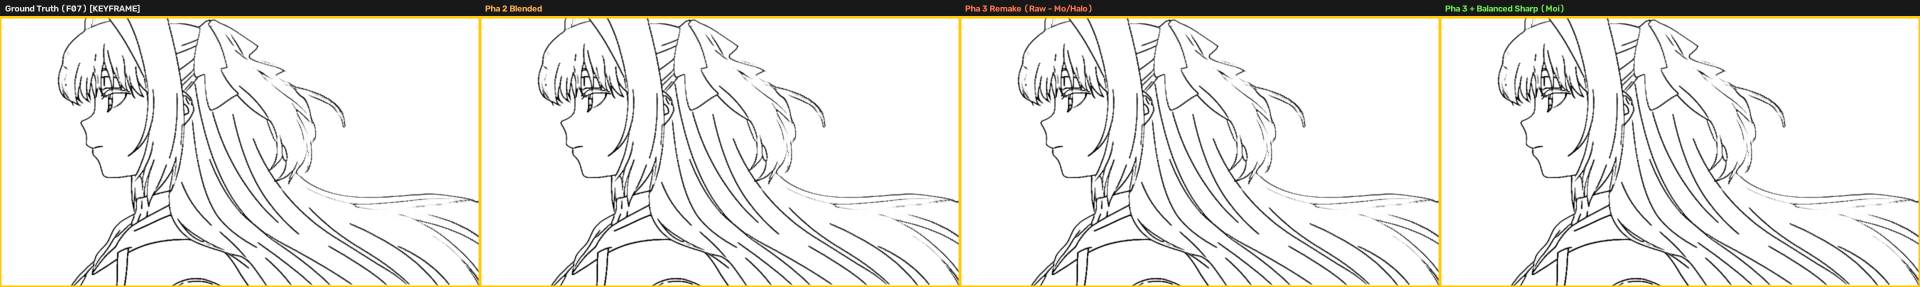 Ground Truth (F07) [KEYFRAME]
Pha 2 Blended
Pha 3 Remake (Raw - Mo/Halo)
Pha 3 + Balanced Sharp (Moi)